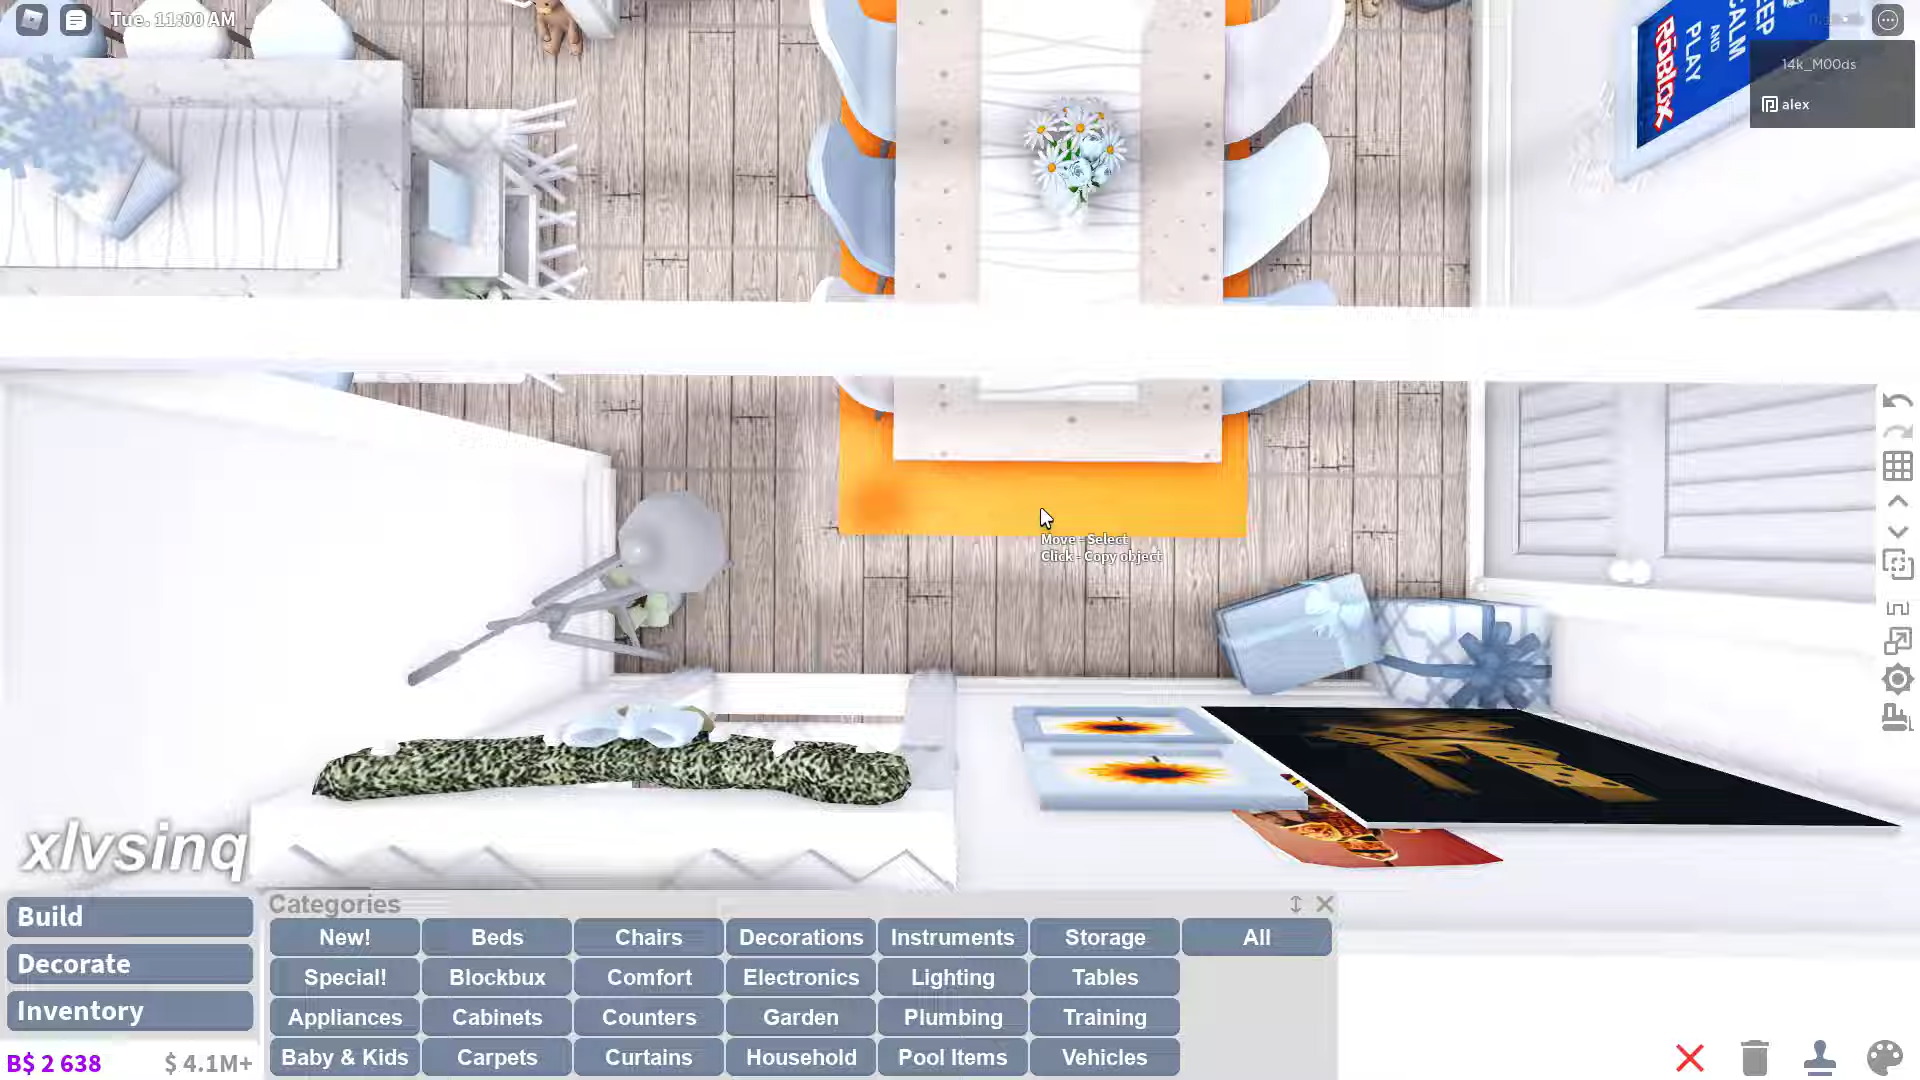 Tue. 11:00 AM
KEEP
CALM
AND
PLAY
ROBLOX
14k_M00ds
alex
Move - Select
Click - Copy object
xlvsinq
Build
Decorate
Inventory
B$ 2 638
$ 4.1M+
Categories
New!
Beds
Chairs
Decorations
Instruments
Storage
All
Special!
Blockbux
Comfort
Electronics
Lighting
Tables
Appliances
Cabinets
Counters
Garden
Plumbing
Training
Baby & Kids
Carpets
Curtains
Household
Pool Items
Vehicles